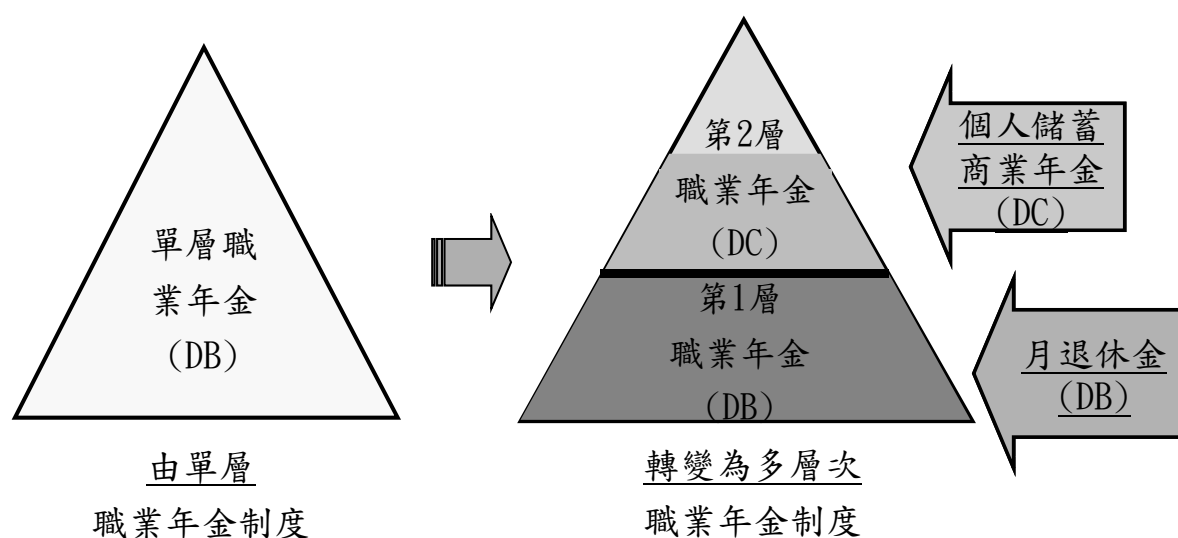 單層職
業年金
(DB)
由單層
職業年金制度
第2層
職業年金
(DC)
第1層
職業年金
(DB)
轉變為多層次
職業年金制度
個人儲蓄
商業年金
(DC)
月退休金
(DB)